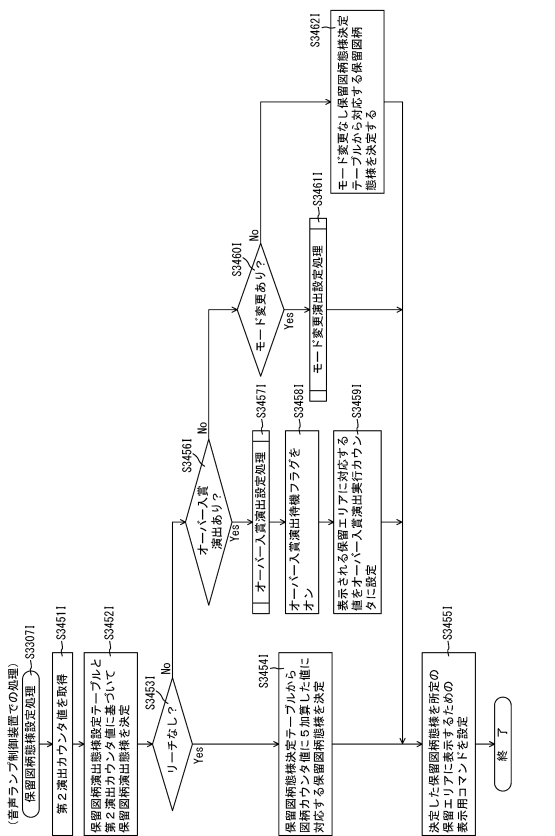 (音声ランプ制御装置での処理)
保留図柄態様設定処理
S3307I
第2演出カウンタ値を取得
S3451I
保留図柄演出態様設定テーブルと
第2演出カウンタ値に基づいて
保留図柄演出態様を決定
S3452I
リーチなし?
S3453I
No
Yes
保留図柄態様決定テーブルから
図柄カウンタ値に5加算した値に
対応する保留図柄態様を決定
S3454I
オーバー入賞
演出あり?
S3456I
No
Yes
オーバー入賞演出設定処理
S3457I
オーバー入賞演出待機フラグを
オン
S3458I
表示される保留エリアに対応する
値をオーバー入賞演出実行カウン
タに設定
S3459I
モード変更あり?
S3460I
No
Yes
モード変更演出設定処理
S3461I
モード変更なし保留図柄態様決定
テーブルから対応する保留図柄
態様を決定する
S3462I
決定した保留図柄態様を所定の
保留エリアに表示するための
表示用コマンドを設定
S3455I
終了